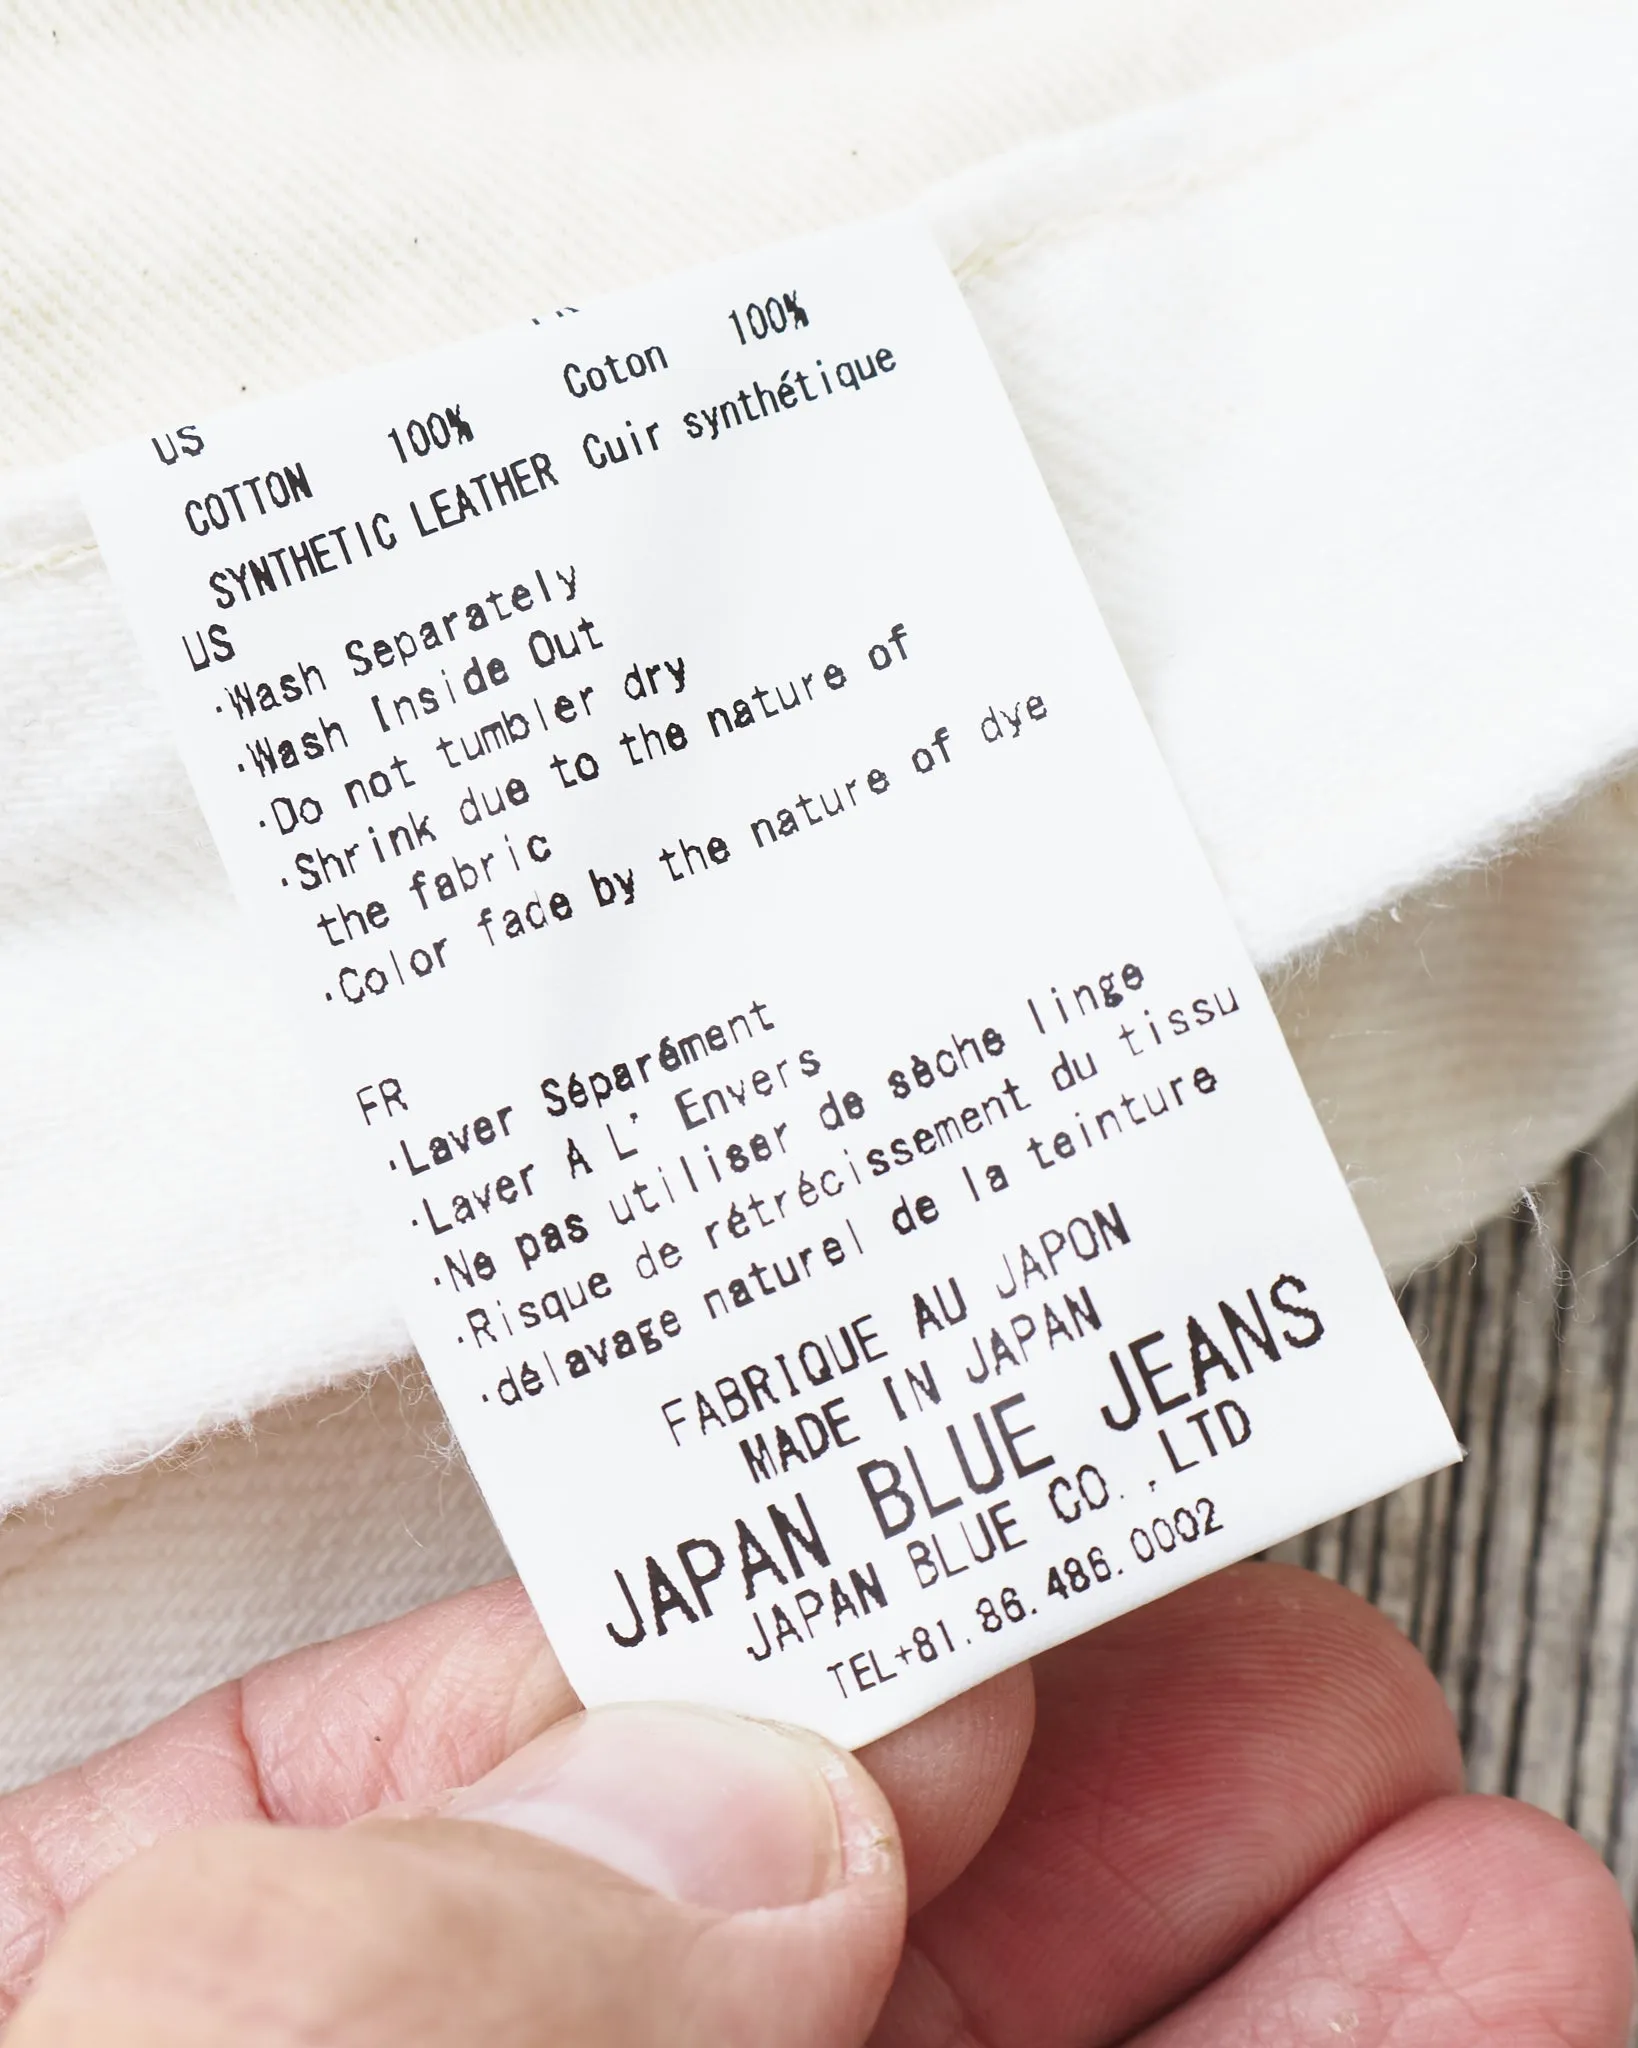 US
COTTON 100% Coton 100%
SYNTHETIC LEATHER Cuir synthétique
US
·Wash Separately
·Wash Inside Out
·Do not tumbler dry
·Shrink due to the nature of
the fabric
·Color fade by the nature of dye
FR
·Laver Séparément
·Laver A L' Envers
·Ne pas utiliser de sèche linge
·Risque de rétrécissement du tissu
·délavage naturel de la teinture
FABRIQUE AU JAPON
MADE IN JAPAN
JAPAN BLUE JEANS
JAPAN BLUE CO.,LTD
TEL+81.86.486.0002